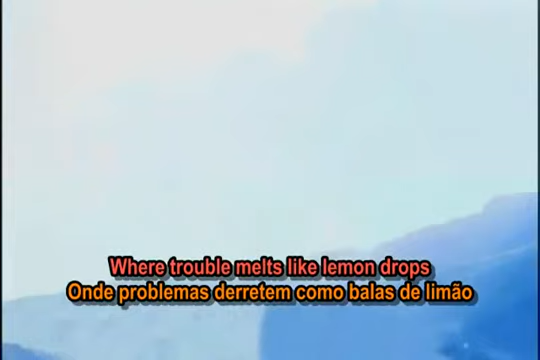 Where trouble melts like lemon drops
Onde problemas derretem como balas de limão